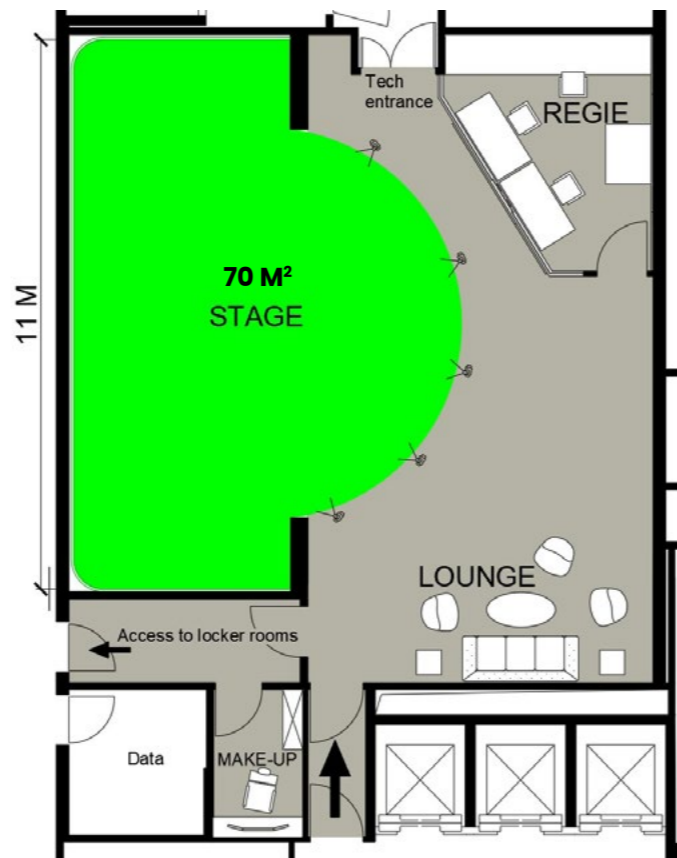 Tech
entrance
REGIE
70 M²
STAGE
11 M
LOUNGE
Access to locker rooms
Data
MAKE-UP